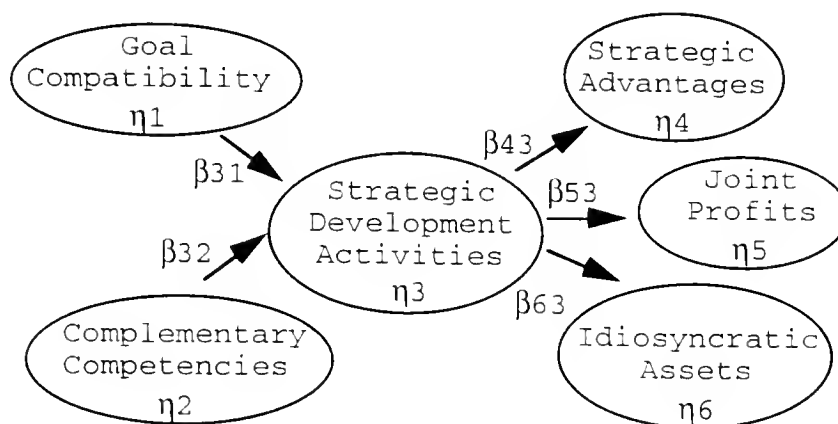 Goal
Compatibility
η1
β31
β32
Complementary
Competencies
η2
Strategic
Development
Activities
η3
β43
β53
β63
Strategic
Advantages
η4
Joint
Profits
η5
Idiosyncratic
Assets
η6